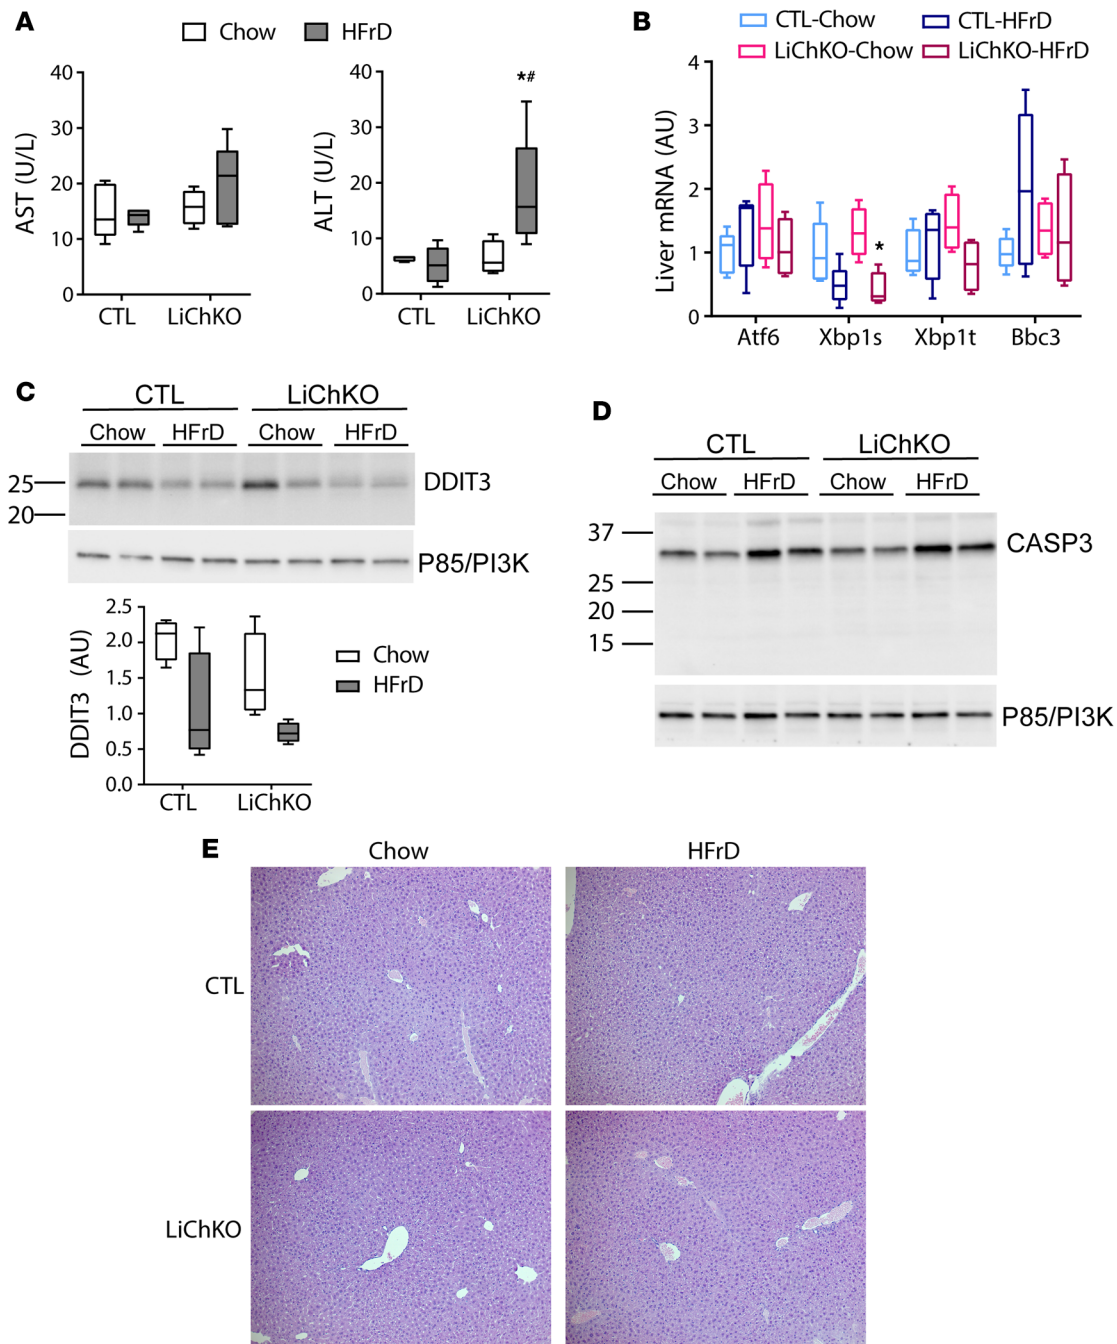 A
Chow HFrD
AST (U/L)
40
30
20
10
0
CTL LiChKO
ALT (U/L)
40
30
20
10
0
*#
CTL LiChKO
B
CTL-Chow CTL-HFrD
LiChKO-Chow LiChKO-HFrD
Liver mRNA (AU)
4
3
2
1
0
*
Atf6 Xbp1s Xbp1t Bbc3
C
CTL LiChKO
Chow HFrD Chow HFrD
25 DDIT3
20
P85/PI3K
DDIT3 (AU)
2.5
2.0
1.5
1.0
0.5
0.0
Chow
HFrD
CTL LiChKO
D
CTL LiChKO
Chow HFrD Chow HFrD
37
CASP3
25
20
15
P85/PI3K
E
Chow HFrD
CTL
LiChKO